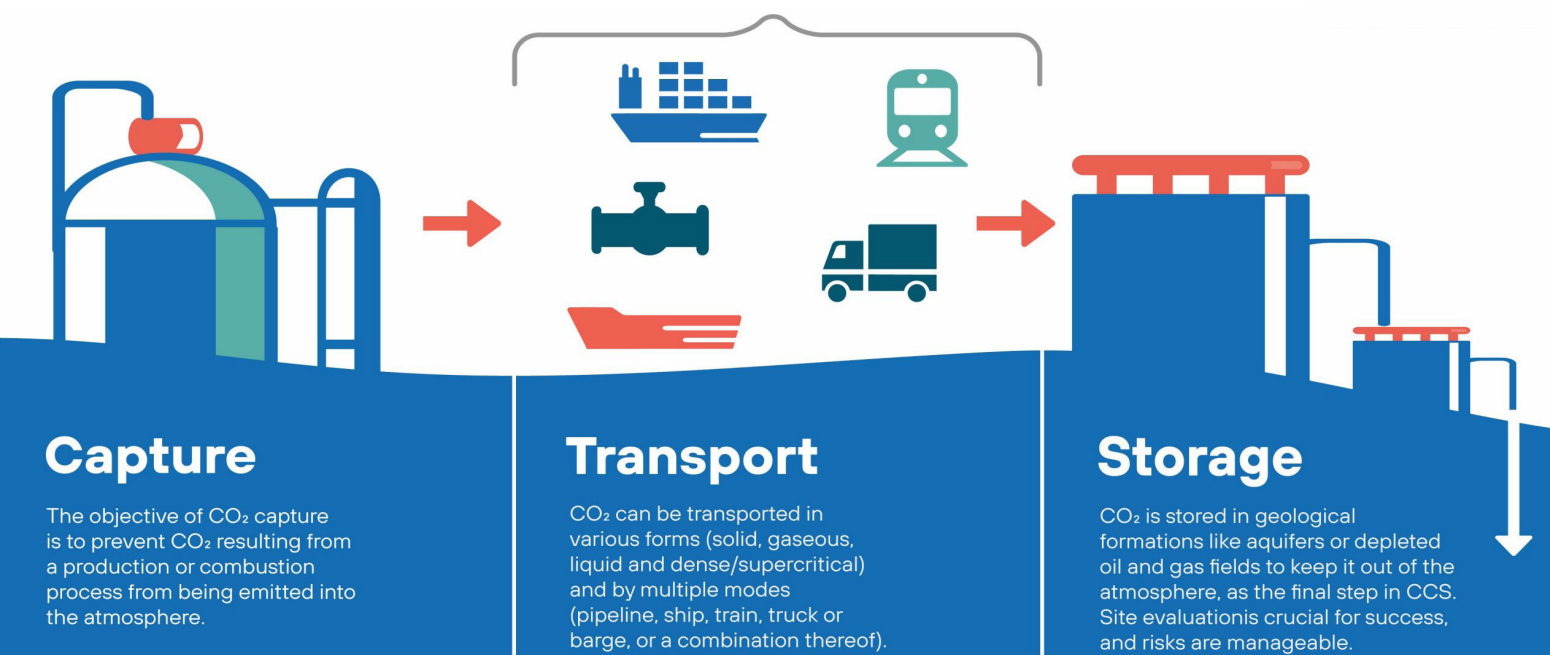 Capture
The objective of CO₂ capture
is to prevent CO₂ resulting from
a production or combustion
process from being emitted into
the atmosphere.
Transport
CO₂ can be transported in
various forms (solid, gaseous,
liquid and dense/supercritical)
and by multiple modes
(pipeline, ship, train, truck or
barge, or a combination thereof).
Storage
CO₂ is stored in geological
formations like aquifers or depleted
oil and gas fields to keep it out of the
atmosphere, as the final step in CCS.
Site evaluationis crucial for success,
and risks are manageable.